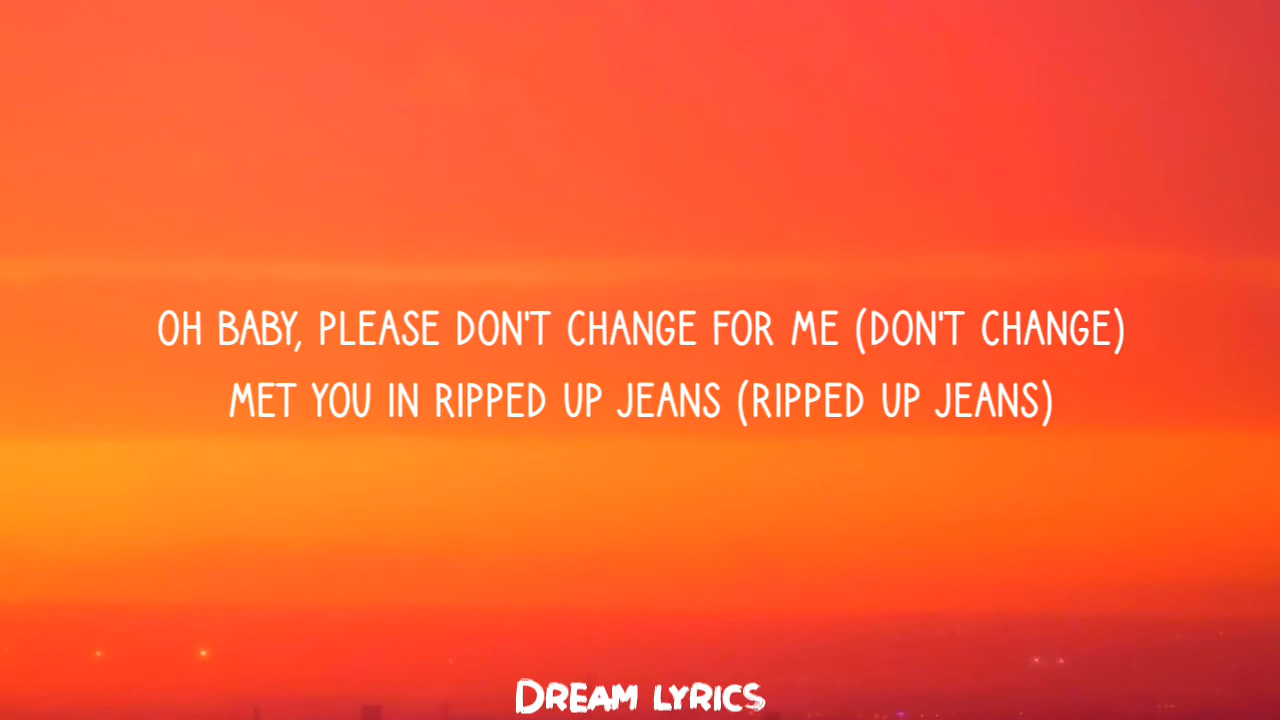 OH BABY, PLEASE DON'T CHANGE FOR ME (DON'T CHANGE)
MET YOU IN RIPPED UP JEANS (RIPPED UP JEANS)
DREAM LYRICS